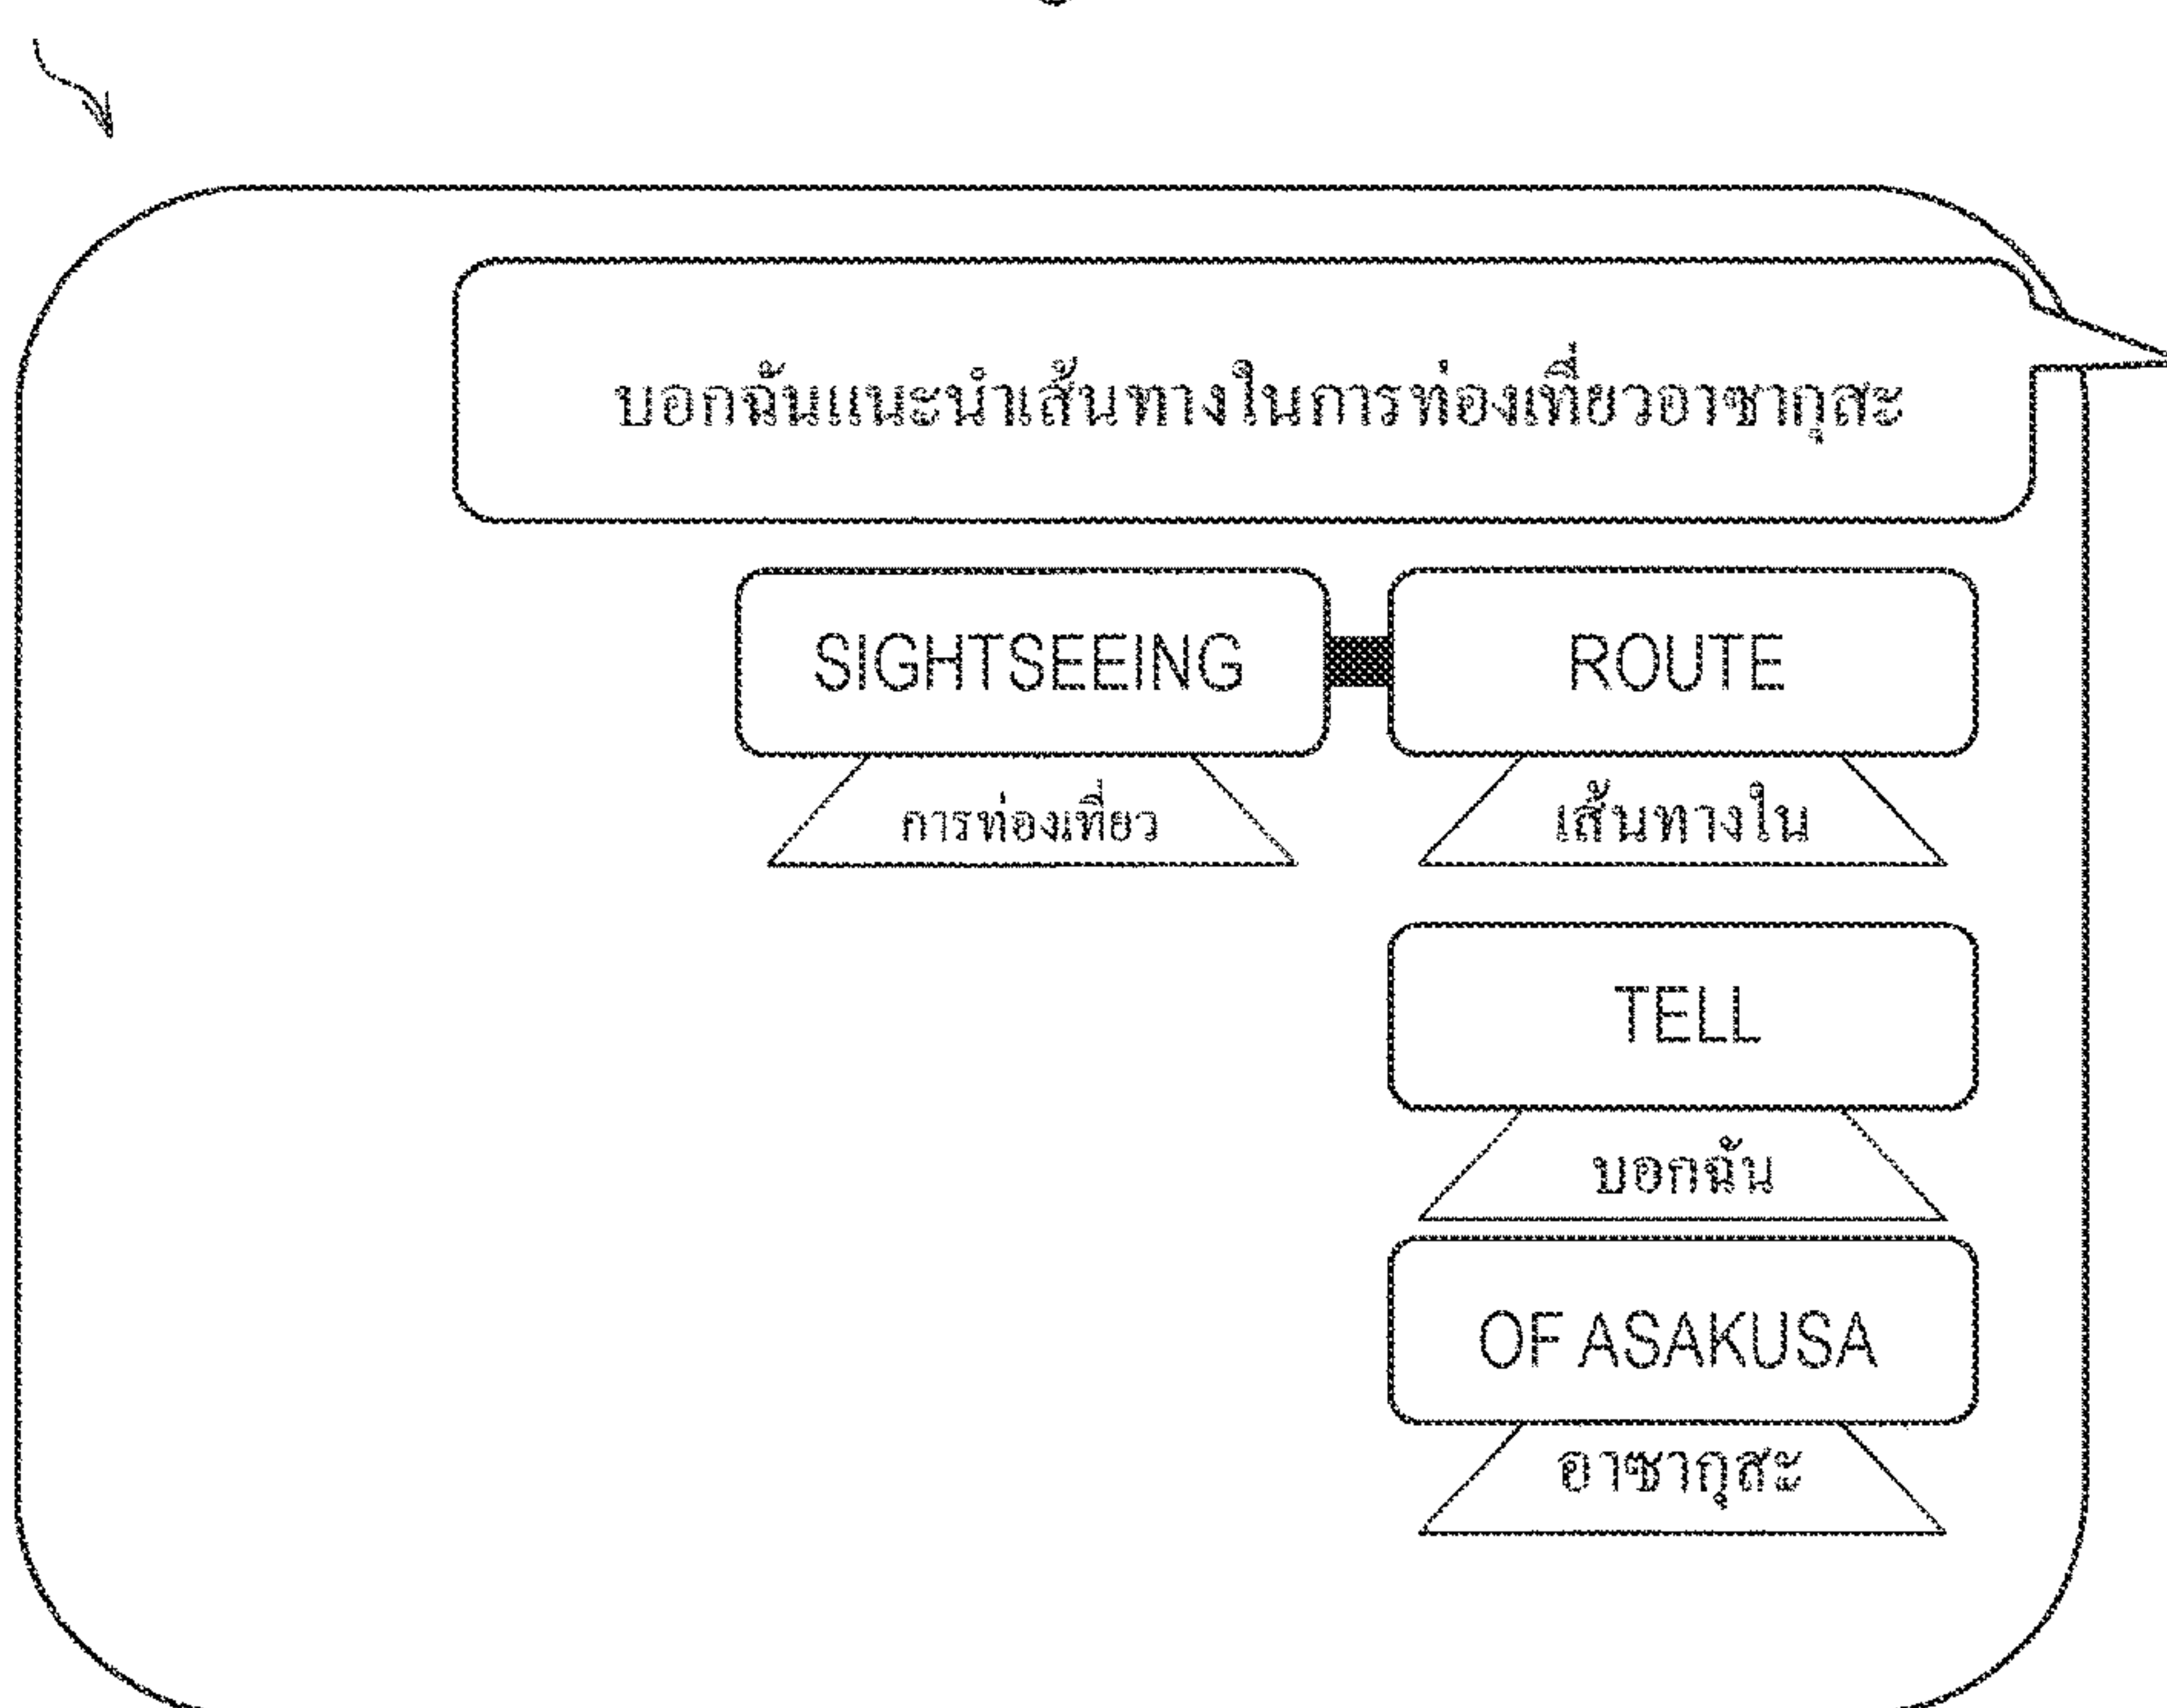 บอกฉันแนะนำเส้นทางในการท่องเที่ยวอาซากุสะ
SIGHTSEEING ROUTE
การท่องเที่ยว เส้นทางใน
TELL
บอกฉัน
OF ASAKUSA
อาซากุสะ